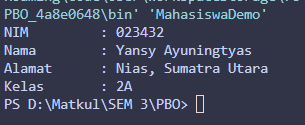 PBO_4a8e0648\bin' 'MahasiswaDemo'
NIM : 023432
Nama : Yansy Ayuningtyas
Alamat : Nias, Sumatra Utara
Kelas : 2A
PS D:\Matkul\SEM 3\PBO>